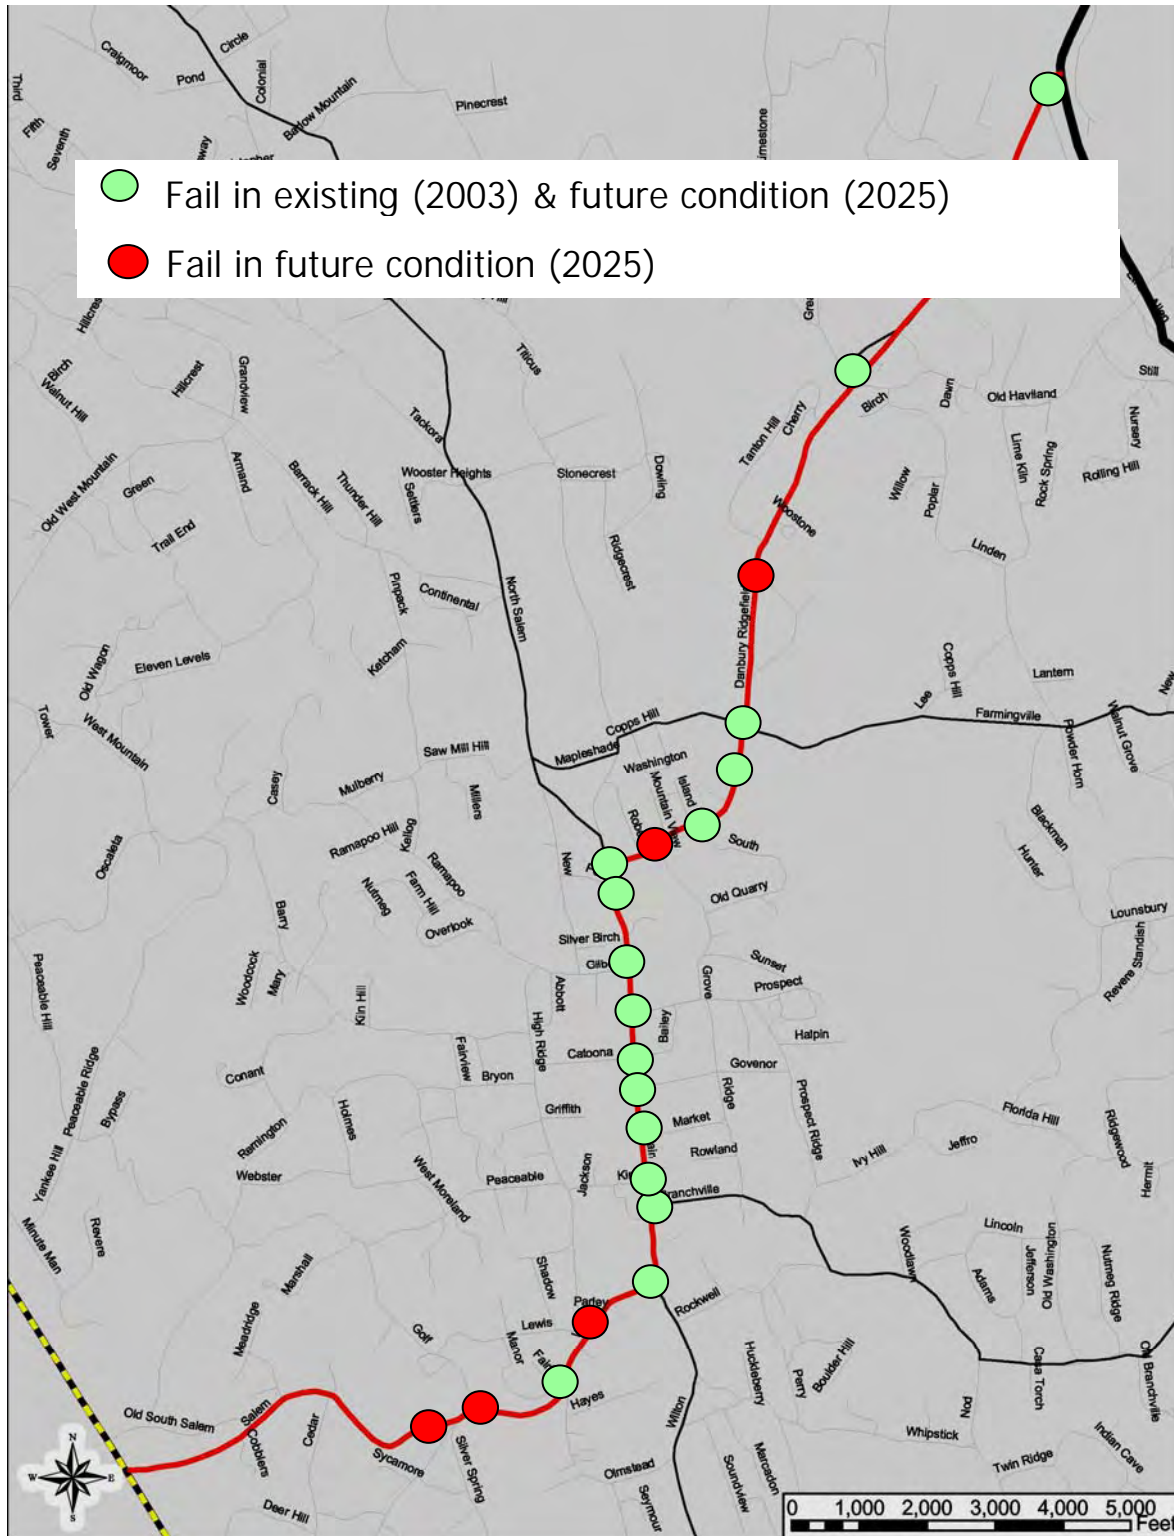 Circle
Craigmoor
Pond
Colonial
Third
Barlow Mountain
Pinecrest
Fifth
Seventh
Fail in existing (2003) & future condition (2025)
Fail in future condition (2025)
Hillcrest
Titicus
Birch
Walnut Hill
Hillcrest
Grandview
Still
Dawn
Old Haviland
Birch
Cherry
Tanton Hill
Nursery
Tackora
Lime Kiln
Rock Spring
Rolling Hill
Old West Mountain
Green
Armand
Barrack Hill
Thunder Hill
Wooster Heights
Settlers
Stonecrest
Dowling
Willow
Poplar
Woostone
Trail End
Linden
Ridgecrest
Pinpack
Continental
North Salem
Danbury Ridgefield
Ketcham
Old Wagon
Eleven Levels
Copps Hill
Lantern
New
Lee
Tower
West Mountain
Copps Hill
Farmingville
Walnut Grove
Powder Horn
Saw Mill Hill
Mapleshade
Washington
Casey
Mulberry
Millers
Mountain View
Island
Blackman
Ramapoo Hill
Kellog
South
Hunter
Oscaleta
Ramapoo
New
Nutmeg
Farm Hill
Old Quarry
Barry
Overlook
Lounsbury
Silver Birch
Revere Standish
Peaceable Hill
Woodcock
Mary
Sunset
Grove
Prospect
Kiln Hill
Abbott
High Ridge
Bailey
Halpin
Fairview
Catoona
Govenor
Peaceable Ridge
Conant
Bryon
Bypass
Holmes
Griffith
Ridge
Prospect Ridge
Market
Florida Hill
Ridgewood
Remington
Rowland
Ivy Hill
Jeffro
Yankee Hill
Webster
West Moreland
Peaceable
Jackson
Hermit
Minute Man
Revere
Lincoln
Woodlawn
Jefferson
Old Washington
Nutmeg Ridge
Adams
Marshall
Shadow
Rockwell
Parley
Neadridge
Golf
Lewis
Manor
Huckleberry
Perry
Boulder Hill
Casa Torch
Old Branchville
Hayes
Nod
Old South Salem
Salem
Cobblers
Cedar
Wilton
Whipstick
Indian Cave
Sycamore
Silver Spring
Olmstead
Seymour
Soundview
Marcadon
Twin Ridge
Deer Hill
N
W
E
S
0 1,000 2,000 3,000 4,000 5,000
Feet